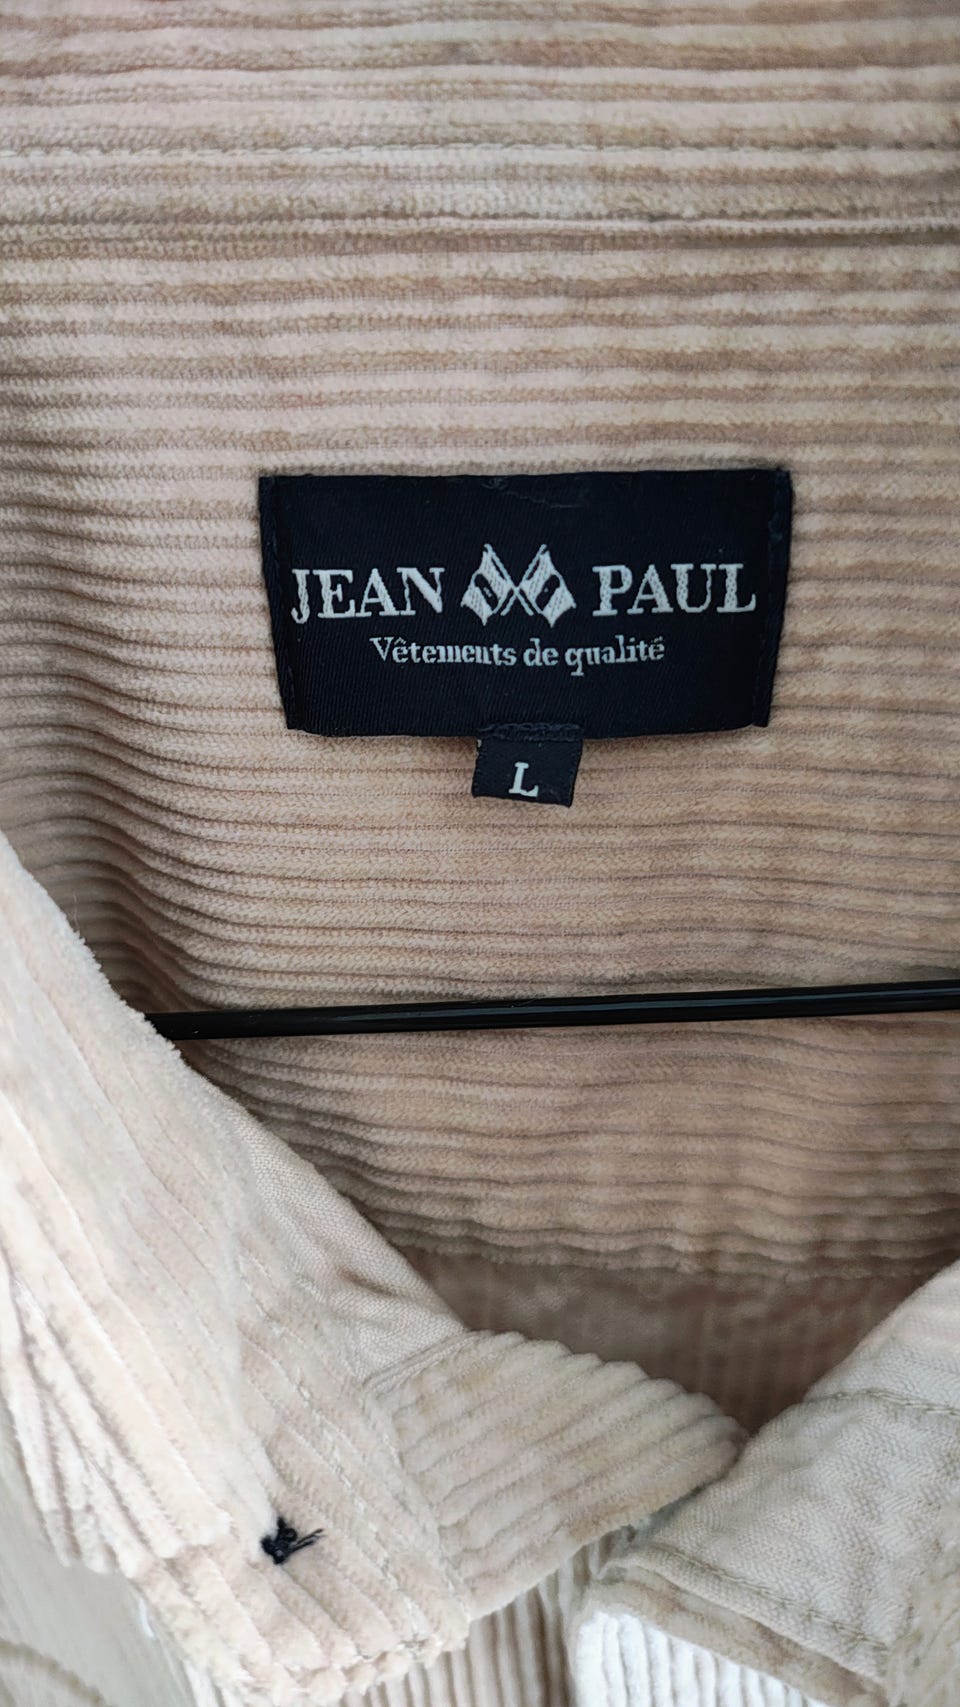 JEAN PAUL
Vêtements de qualité
L